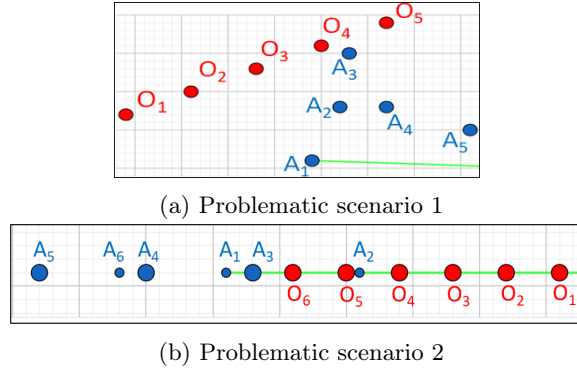 O5
O4
O3
A3
O2
O1
A2
A4
A5
A1
(a) Problematic scenario 1
A5 A6 A4 A1 A3 A2
O6 O5 O4 O3 O2 O1
(b) Problematic scenario 2